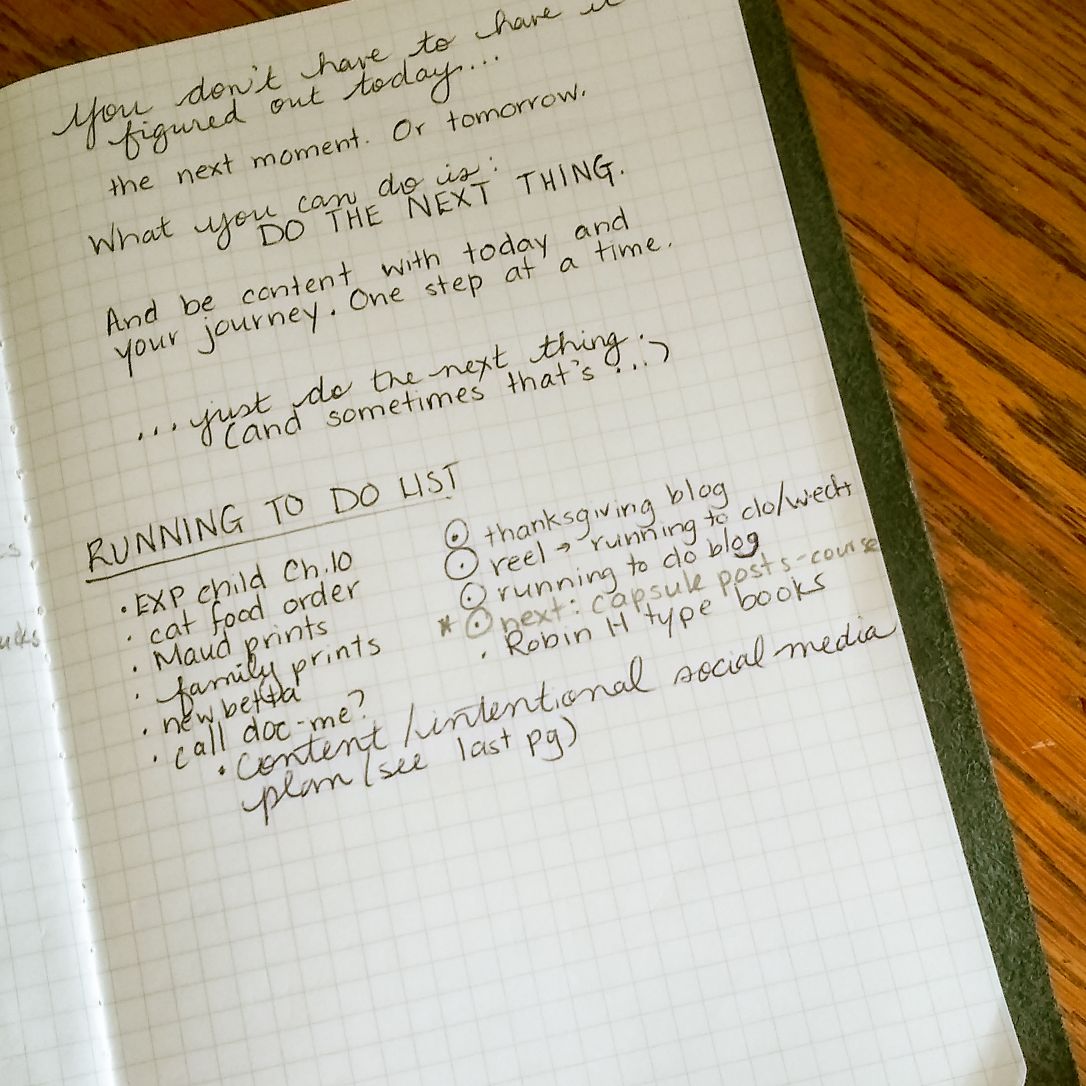 You don't have to have it
figured out today...
the next moment. Or tomorrow.
What you can do is:
DO THE NEXT THING.
And be content with today and
your journey. One step at a time.
...just do the next thing.
(and sometimes that's...)
RUNNING TO DO LIST
• EXP child Ch.10
• cat food order
• Maud prints
• family prints
• new betta
• call doc-me?
• Content/intentional social media
plan (see last pg)
⊙ thanksgiving blog
⊙ reel → running to do/
⊙ running to do blog
* ⊙ next: capsule posts-course
• Robin H type books